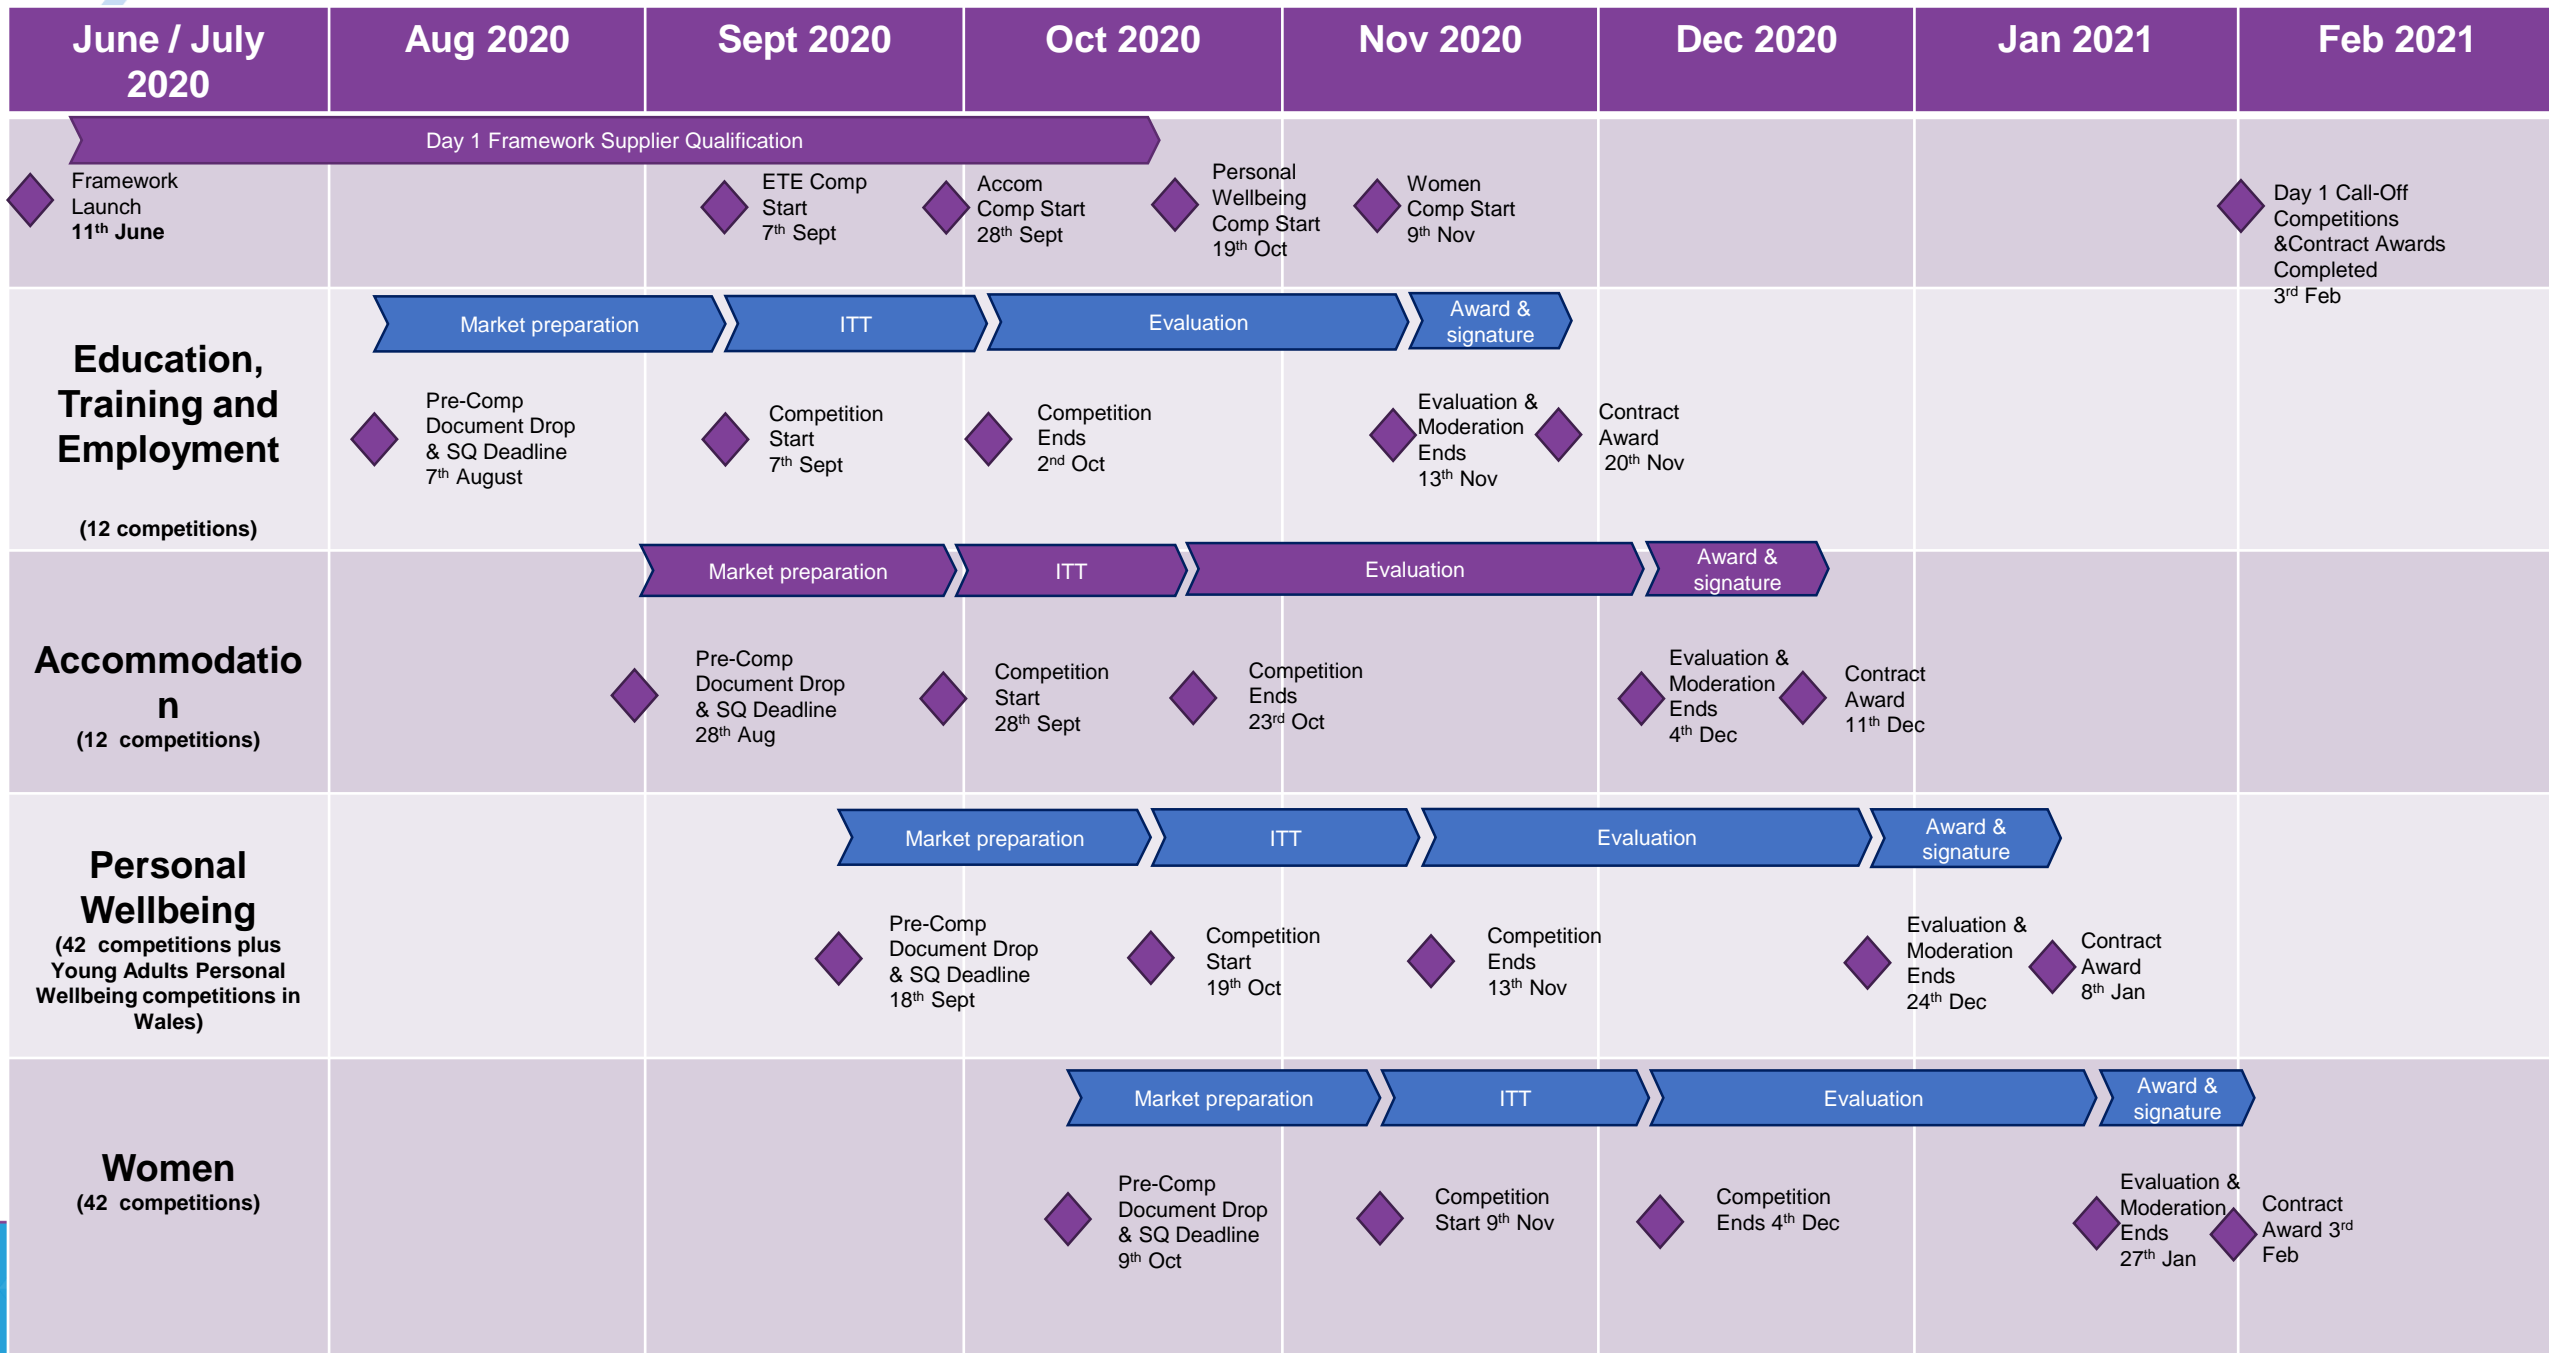 June / July
2020
Aug 2020
Sept 2020
Oct 2020
Nov 2020
Dec 2020
Jan 2021
Feb 2021
Day 1 Framework Supplier Qualification
Framework
Launch
11th June
ETE Comp
Start
7th Sept
Accom
Comp Start
28th Sept
Personal
Wellbeing
Comp Start
19th Oct
Women
Comp Start
9th Nov
Day 1 Call-Off
Competitions
&Contract Awards
Completed
3rd Feb
Education,
Training and
Employment
(12 competitions)
Market preparation
ITT
Evaluation
Award &
signature
Pre-Comp
Document Drop
& SQ Deadline
7th August
Competition
Start
7th Sept
Competition
Ends
2nd Oct
Evaluation &
Moderation
Ends
13th Nov
Contract
Award
20th Nov
Accommodatio
n
(12 competitions)
Market preparation
ITT
Evaluation
Award &
signature
Pre-Comp
Document Drop
& SQ Deadline
28th Aug
Competition
Start
28th Sept
Competition
Ends
23rd Oct
Evaluation &
Moderation
Ends
4th Dec
Contract
Award
11th Dec
Personal
Wellbeing
(42 competitions plus
Young Adults Personal
Wellbeing competitions in
Wales)
Market preparation
ITT
Evaluation
Award &
signature
Pre-Comp
Document Drop
& SQ Deadline
18th Sept
Competition
Start
19th Oct
Competition
Ends
13th Nov
Evaluation &
Moderation
Ends
24th Dec
Contract
Award
8th Jan
Women
(42 competitions)
Market preparation
ITT
Evaluation
Award &
signature
Pre-Comp
Document Drop
& SQ Deadline
9th Oct
Competition
Start 9th Nov
Competition
Ends 4th Dec
Evaluation &
Moderation
Ends
27th Jan
Contract
Award 3rd
Feb